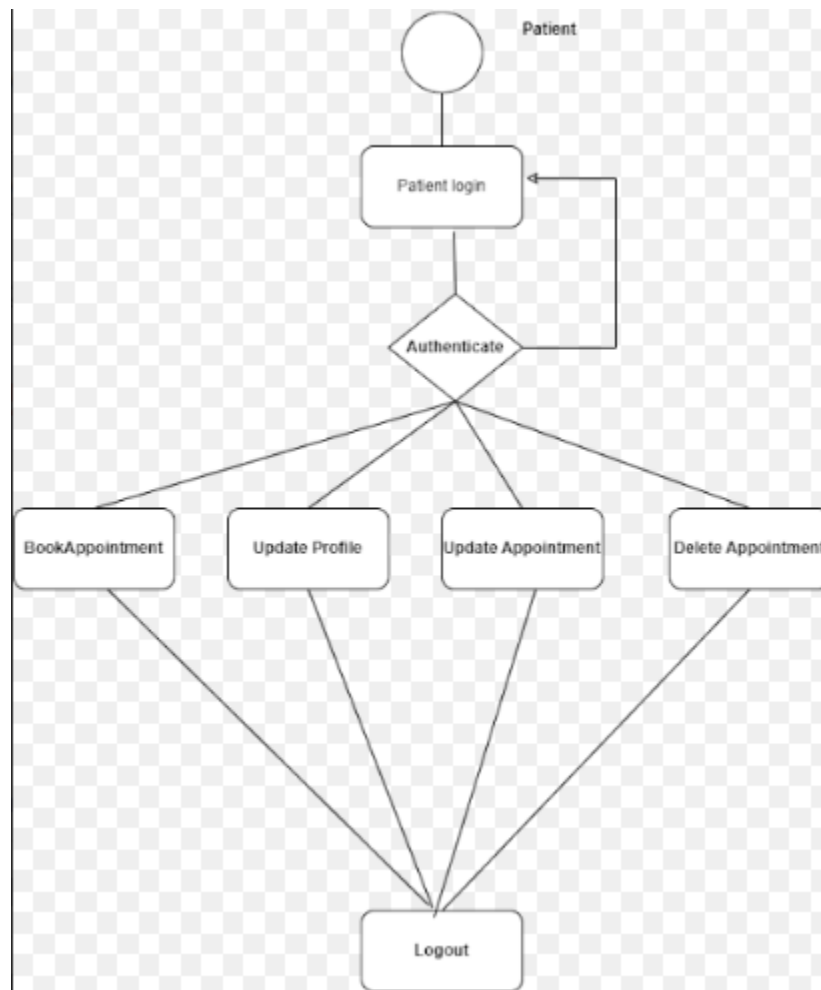 Patient
Patient login
Authenticate
BookAppointment
Update Profile
Update Appointment
Delete Appointment
Logout